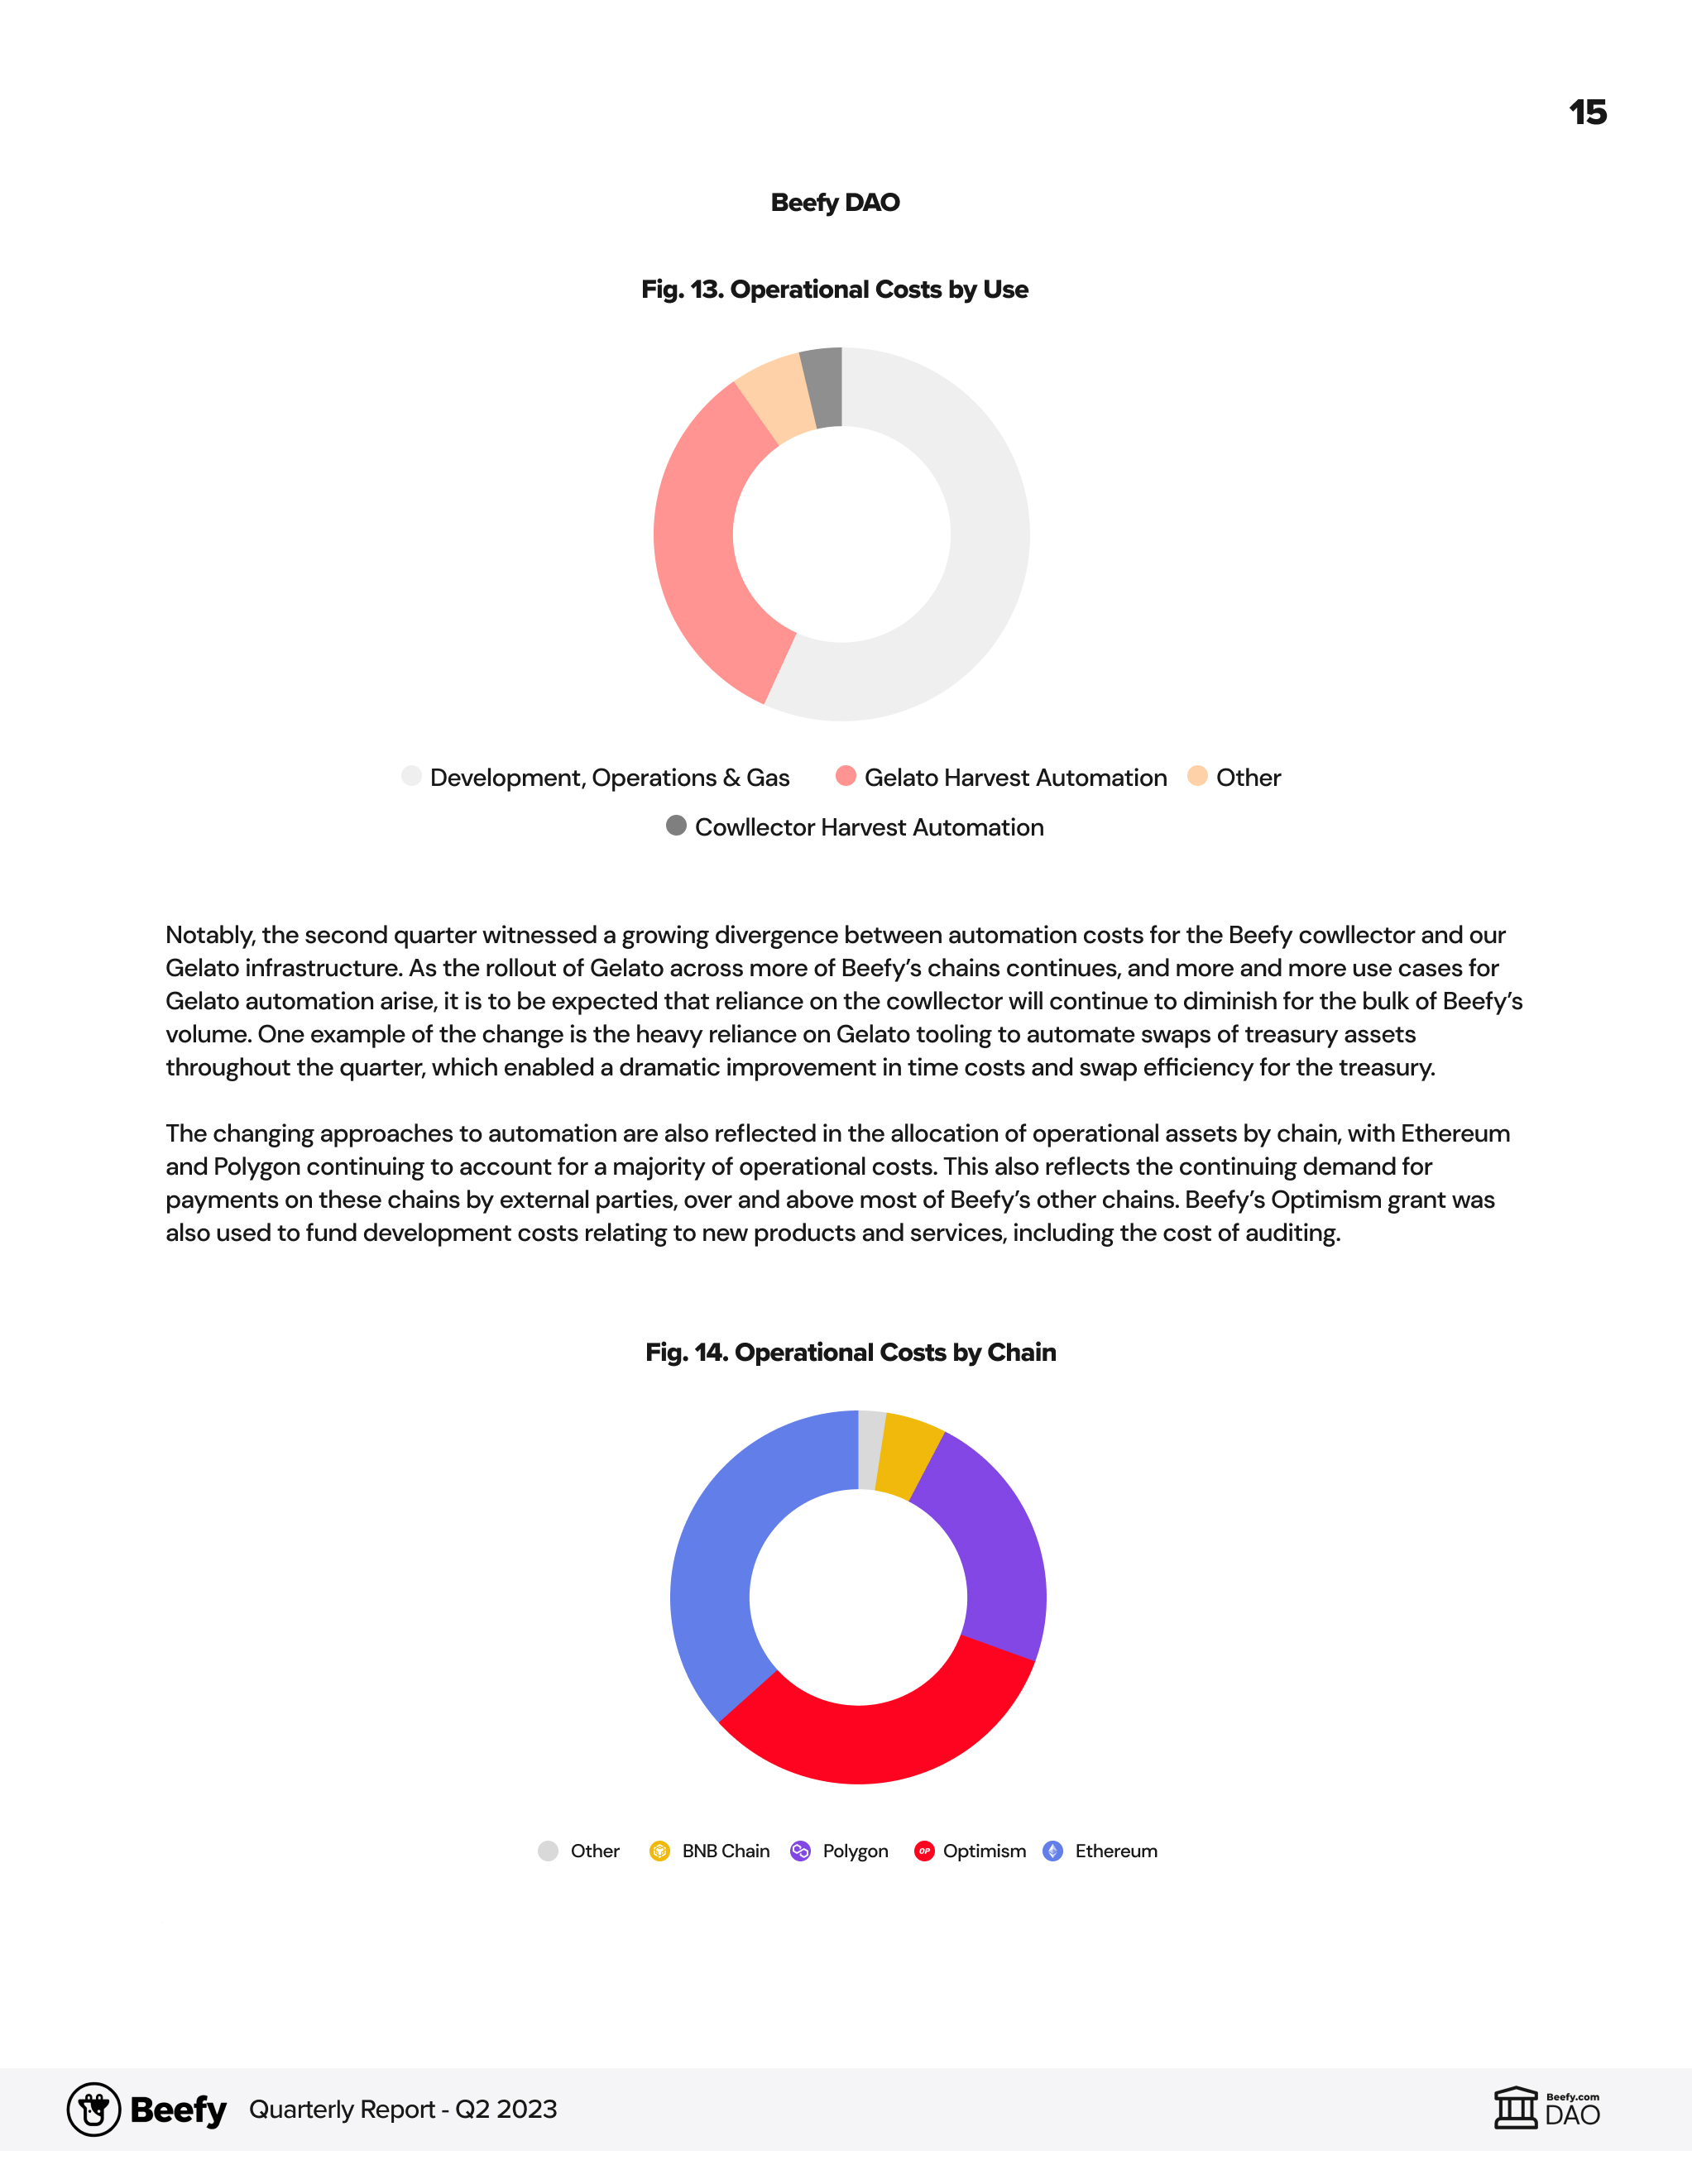 15
Beefy DAO
Fig. 13. Operational Costs by Use
Development, Operations & Gas Gelato Harvest Automation Other
Cowllector Harvest Automation
Notably, the second quarter witnessed a growing divergence between automation costs for the Beefy cowllector and our
Gelato infrastructure. As the rollout of Gelato across more of Beefy’s chains continues, and more and more use cases for
Gelato automation arise, it is to be expected that reliance on the cowllector will continue to diminish for the bulk of Beefy’s
volume. One example of the change is the heavy reliance on Gelato tooling to automate swaps of treasury assets
throughout the quarter, which enabled a dramatic improvement in time costs and swap efficiency for the treasury.
The changing approaches to automation are also reflected in the allocation of operational assets by chain, with Ethereum
and Polygon continuing to account for a majority of operational costs. This also reflects the continuing demand for
payments on these chains by external parties, over and above most of Beefy’s other chains. Beefy’s Optimism grant was
also used to fund development costs relating to new products and services, including the cost of auditing.
Fig. 14. Operational Costs by Chain
Other BNB Chain Polygon OP Optimism Ethereum
Beefy Quarterly Report - Q2 2023
Beefy.com
DAO